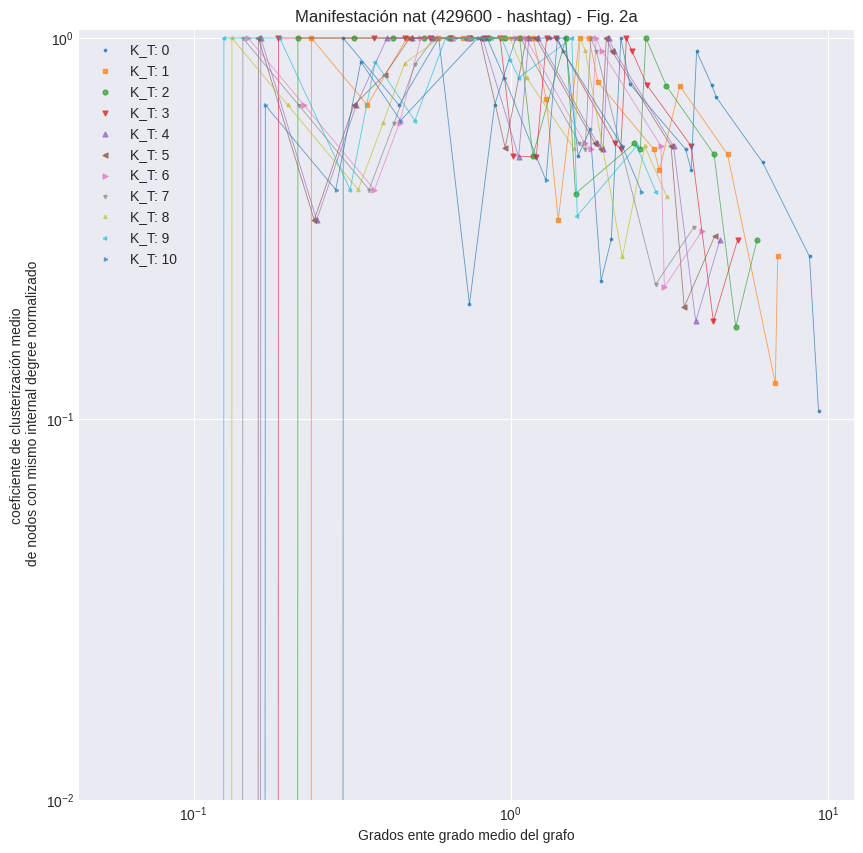 Manifestación nat (429600 - hashtag) - Fig. 2a
10⁰
K_T: 0
K_T: 1
K_T: 2
K_T: 3
K_T: 4
K_T: 5
K_T: 6
K_T: 7
K_T: 8
K_T: 9
K_T: 10
coeficiente de clusterización medio
de nodos con mismo internal degree normalizado
10⁻¹
10⁻²
10⁻¹
10⁰
10¹
Grados ente grado medio del grafo